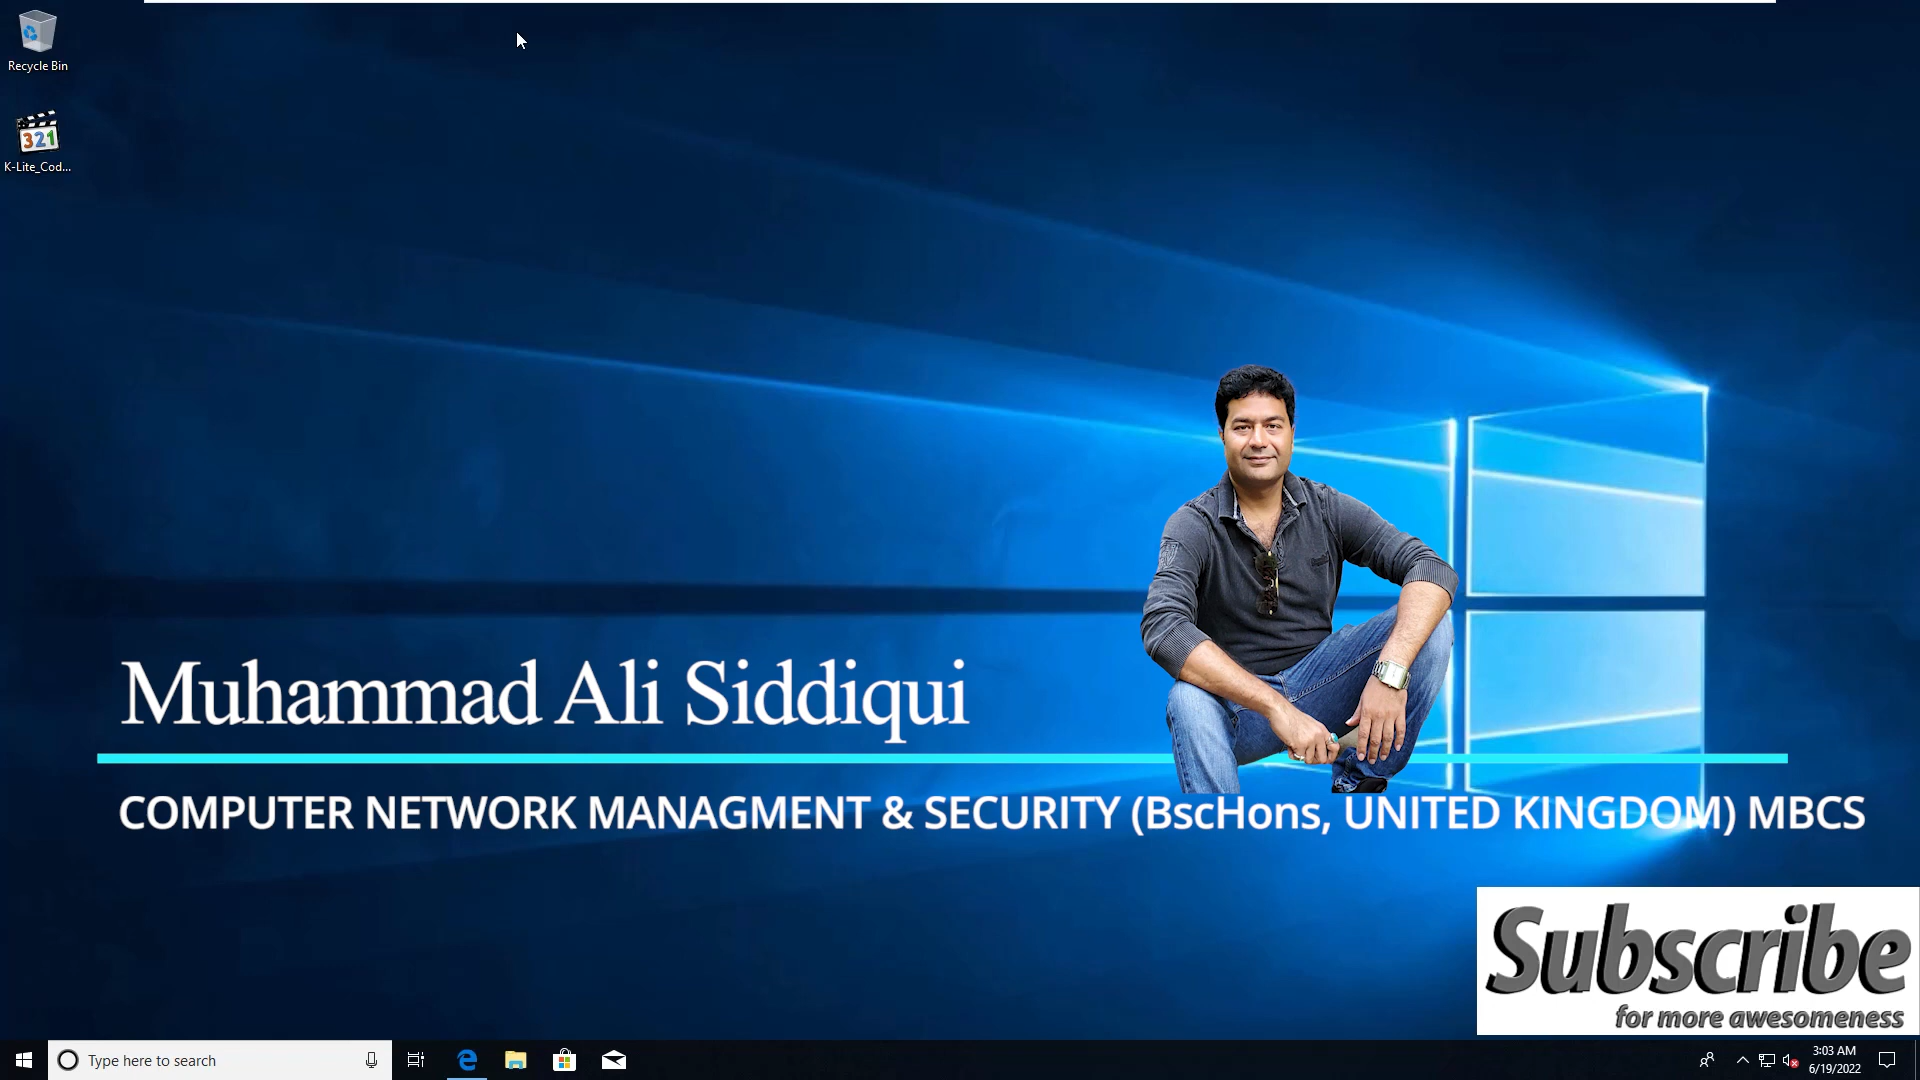 Recycle Bin
321
K-Lite_Cod...
Muhammad Ali Siddiqui
COMPUTER NETWORK MANAGMENT & SECURITY (BscHons, UNITED KINGDOM) MBCS
Subscribe
for more awesomeness
Type here to search
3:03 AM
6/19/2022